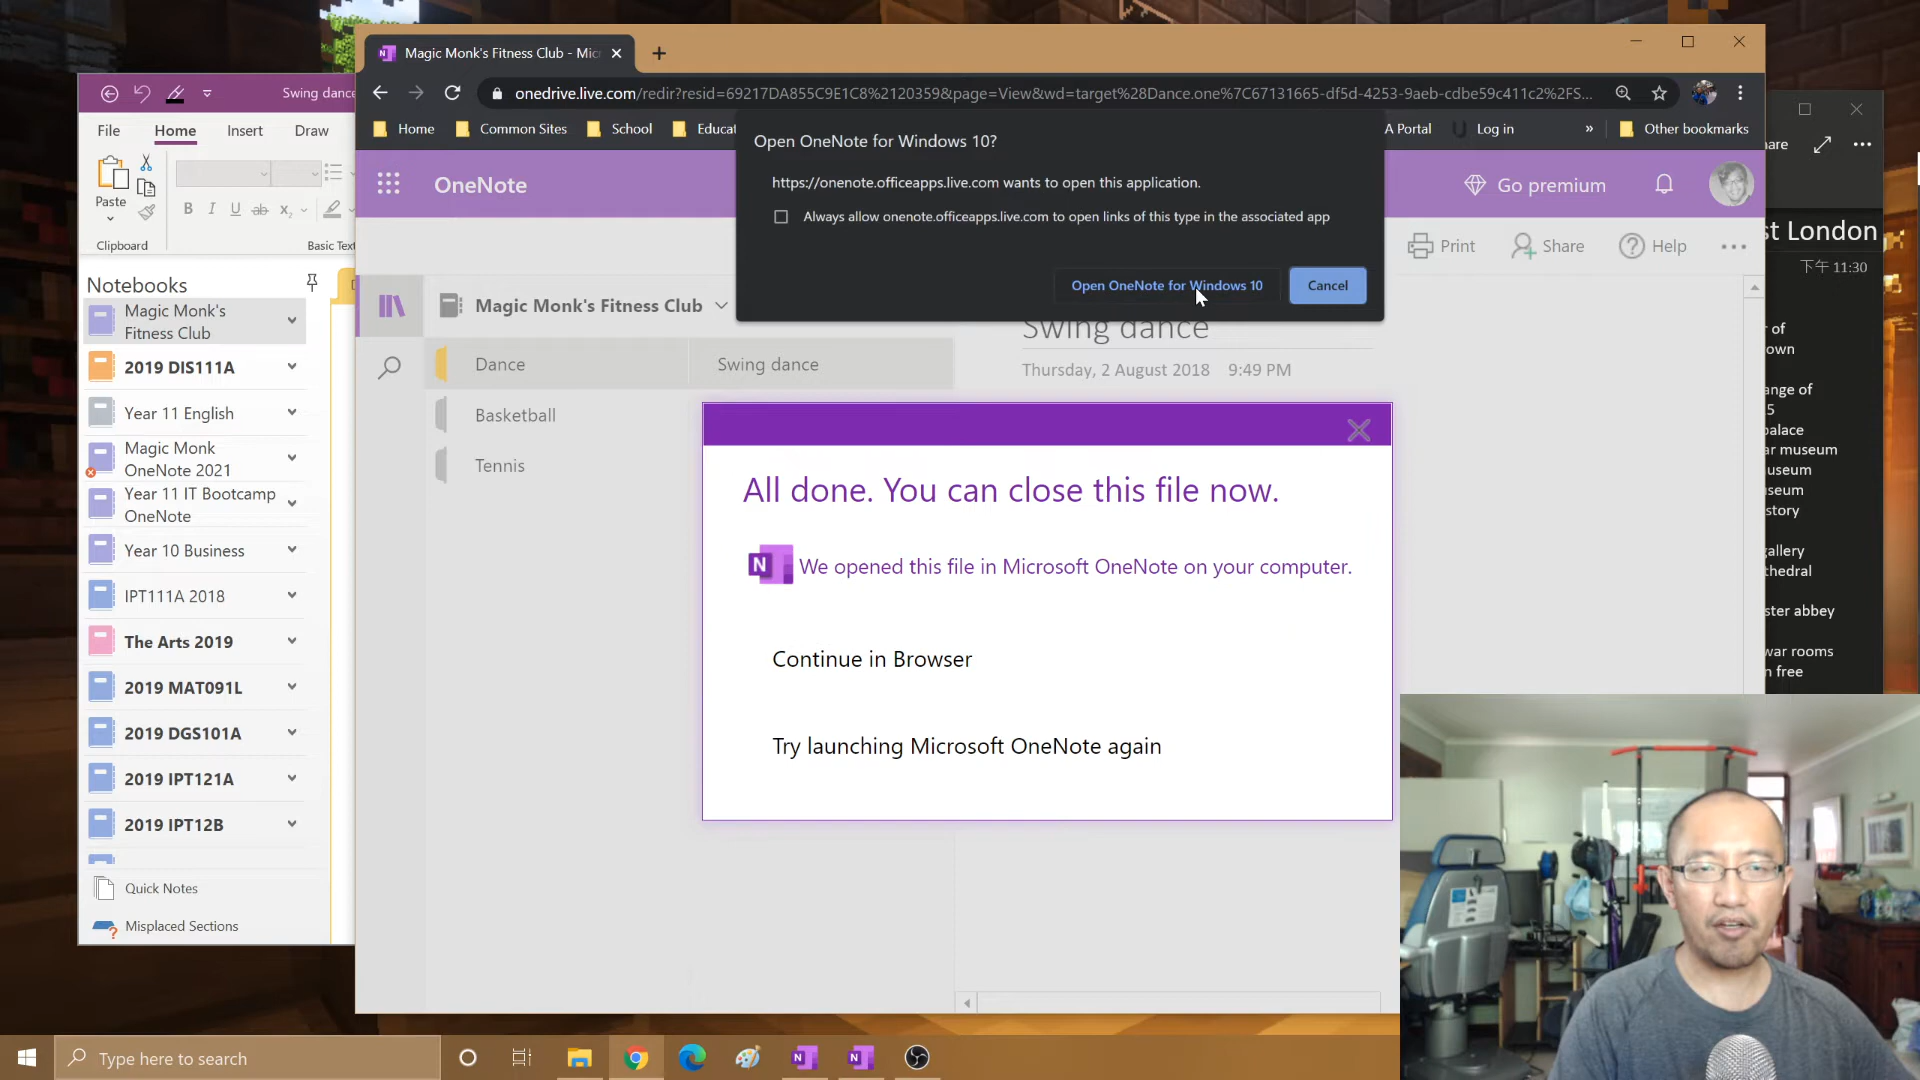 Magic Monk's Fitness Club - Mic
onedrive.live.com/redir?resid=69217DA855C9E1C8%2120359&page=View&wd=target%28Dance.one%7C67131665-df5d-4253-9aeb-cdbe59c411c2%2FS...
Home
Common Sites
School
Educat
A Portal
Log in
»
Other bookmarks
Swing dance
File
Home
Insert
Draw
Paste
B I U ab x
Clipboard
Basic Text
Notebooks
Magic Monk's
Fitness Club
2019 DIS111A
Year 11 English
Magic Monk
OneNote 2021
Year 11 IT Bootcamp
OneNote
Year 10 Business
IPT111A 2018
The Arts 2019
2019 MAT091L
2019 DGS101A
2019 IPT121A
2019 IPT12B
Quick Notes
Misplaced Sections
OneNote
Go premium
Print
Share
Help
Open OneNote for Windows 10?
https://onenote.officeapps.live.com wants to open this application.
Always allow onenote.officeapps.live.com to open links of this type in the associated app
Open OneNote for Windows 10
Cancel
Magic Monk's Fitness Club
Dance
Basketball
Tennis
Swing dance
Swing dance
Thursday, 2 August 2018 9:49 PM
All done. You can close this file now.
N
We opened this file in Microsoft OneNote on your computer.
Continue in Browser
Try launching Microsoft OneNote again
are
st London
下午 11:30
of
own
ange of
5
palace
ar museum
useum
seum
story
gallery
thedral
ster abbey
war rooms
n free
Type here to search